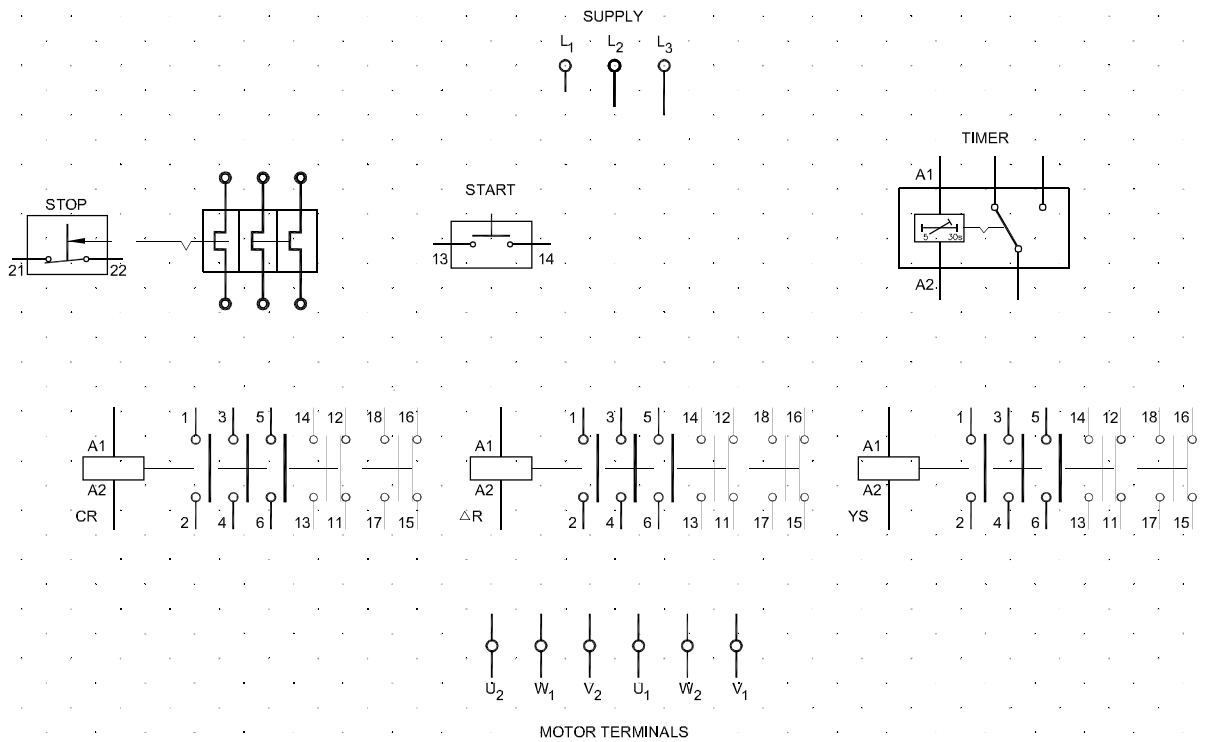 SUPPLY
L1 L2 L3
TIMER
A1
START
STOP
5 30s
13 14
21 22
A2
1 3 5 14 12 18 16 1 3 5 14 12 18 16 1 3 5 14 12 18 16
A1 A1 A1
A2 A2 A2
CR △R YS
2 4 6 13 11 17 15 2 4 6 13 11 17 15 2 4 6 13 11 17 15
U2 W1 V2 U1 W2 V1
MOTOR TERMINALS